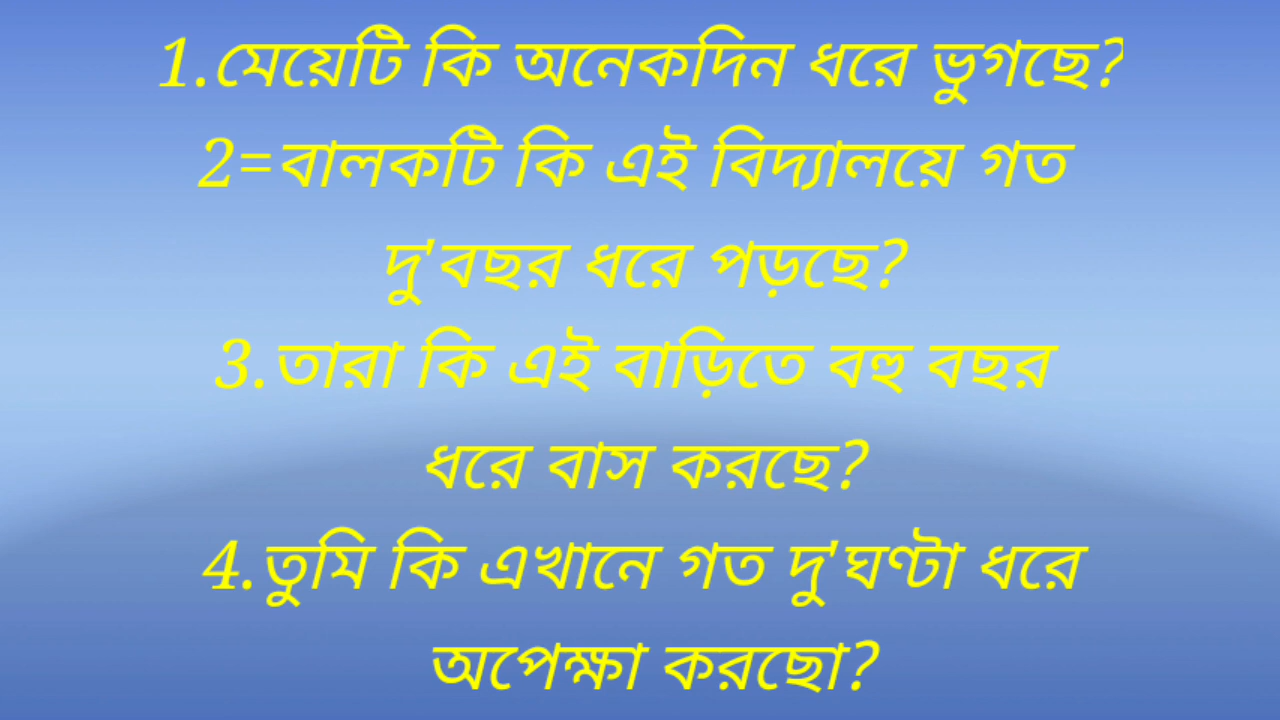 1.মেয়েটি কি অনেকদিন ধরে ভুগছে?
2=বালকটি কি এই বিদ্যালয়ে গত
দু'বছর ধরে পড়ছে?
3.তারা কি এই বাড়িতে বহু বছর
ধরে বাস করছে?
4.তুমি কি এখানে গত দু'ঘণ্টা ধরে
অপেক্ষা করছো?